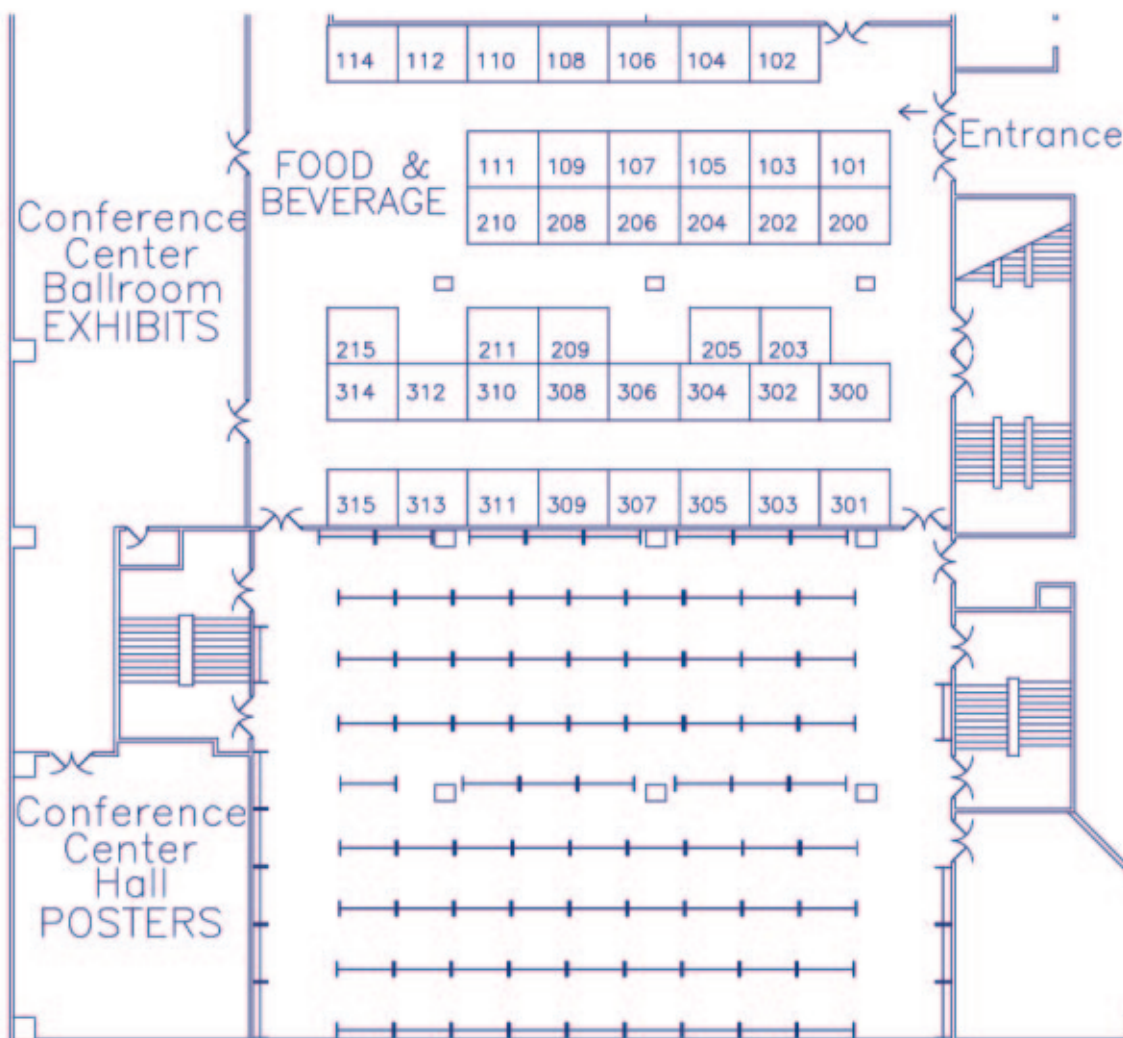 114 112 110 108 106 104 102
Entrance
FOOD &
BEVERAGE
111 109 107 105 103 101
210 208 206 204 202 200
Conference
Center
Ballroom
EXHIBITS
215 211 209 205 203
314 312 310 308 306 304 302 300
315 313 311 309 307 305 303 301
Conference
Center
Hall
POSTERS